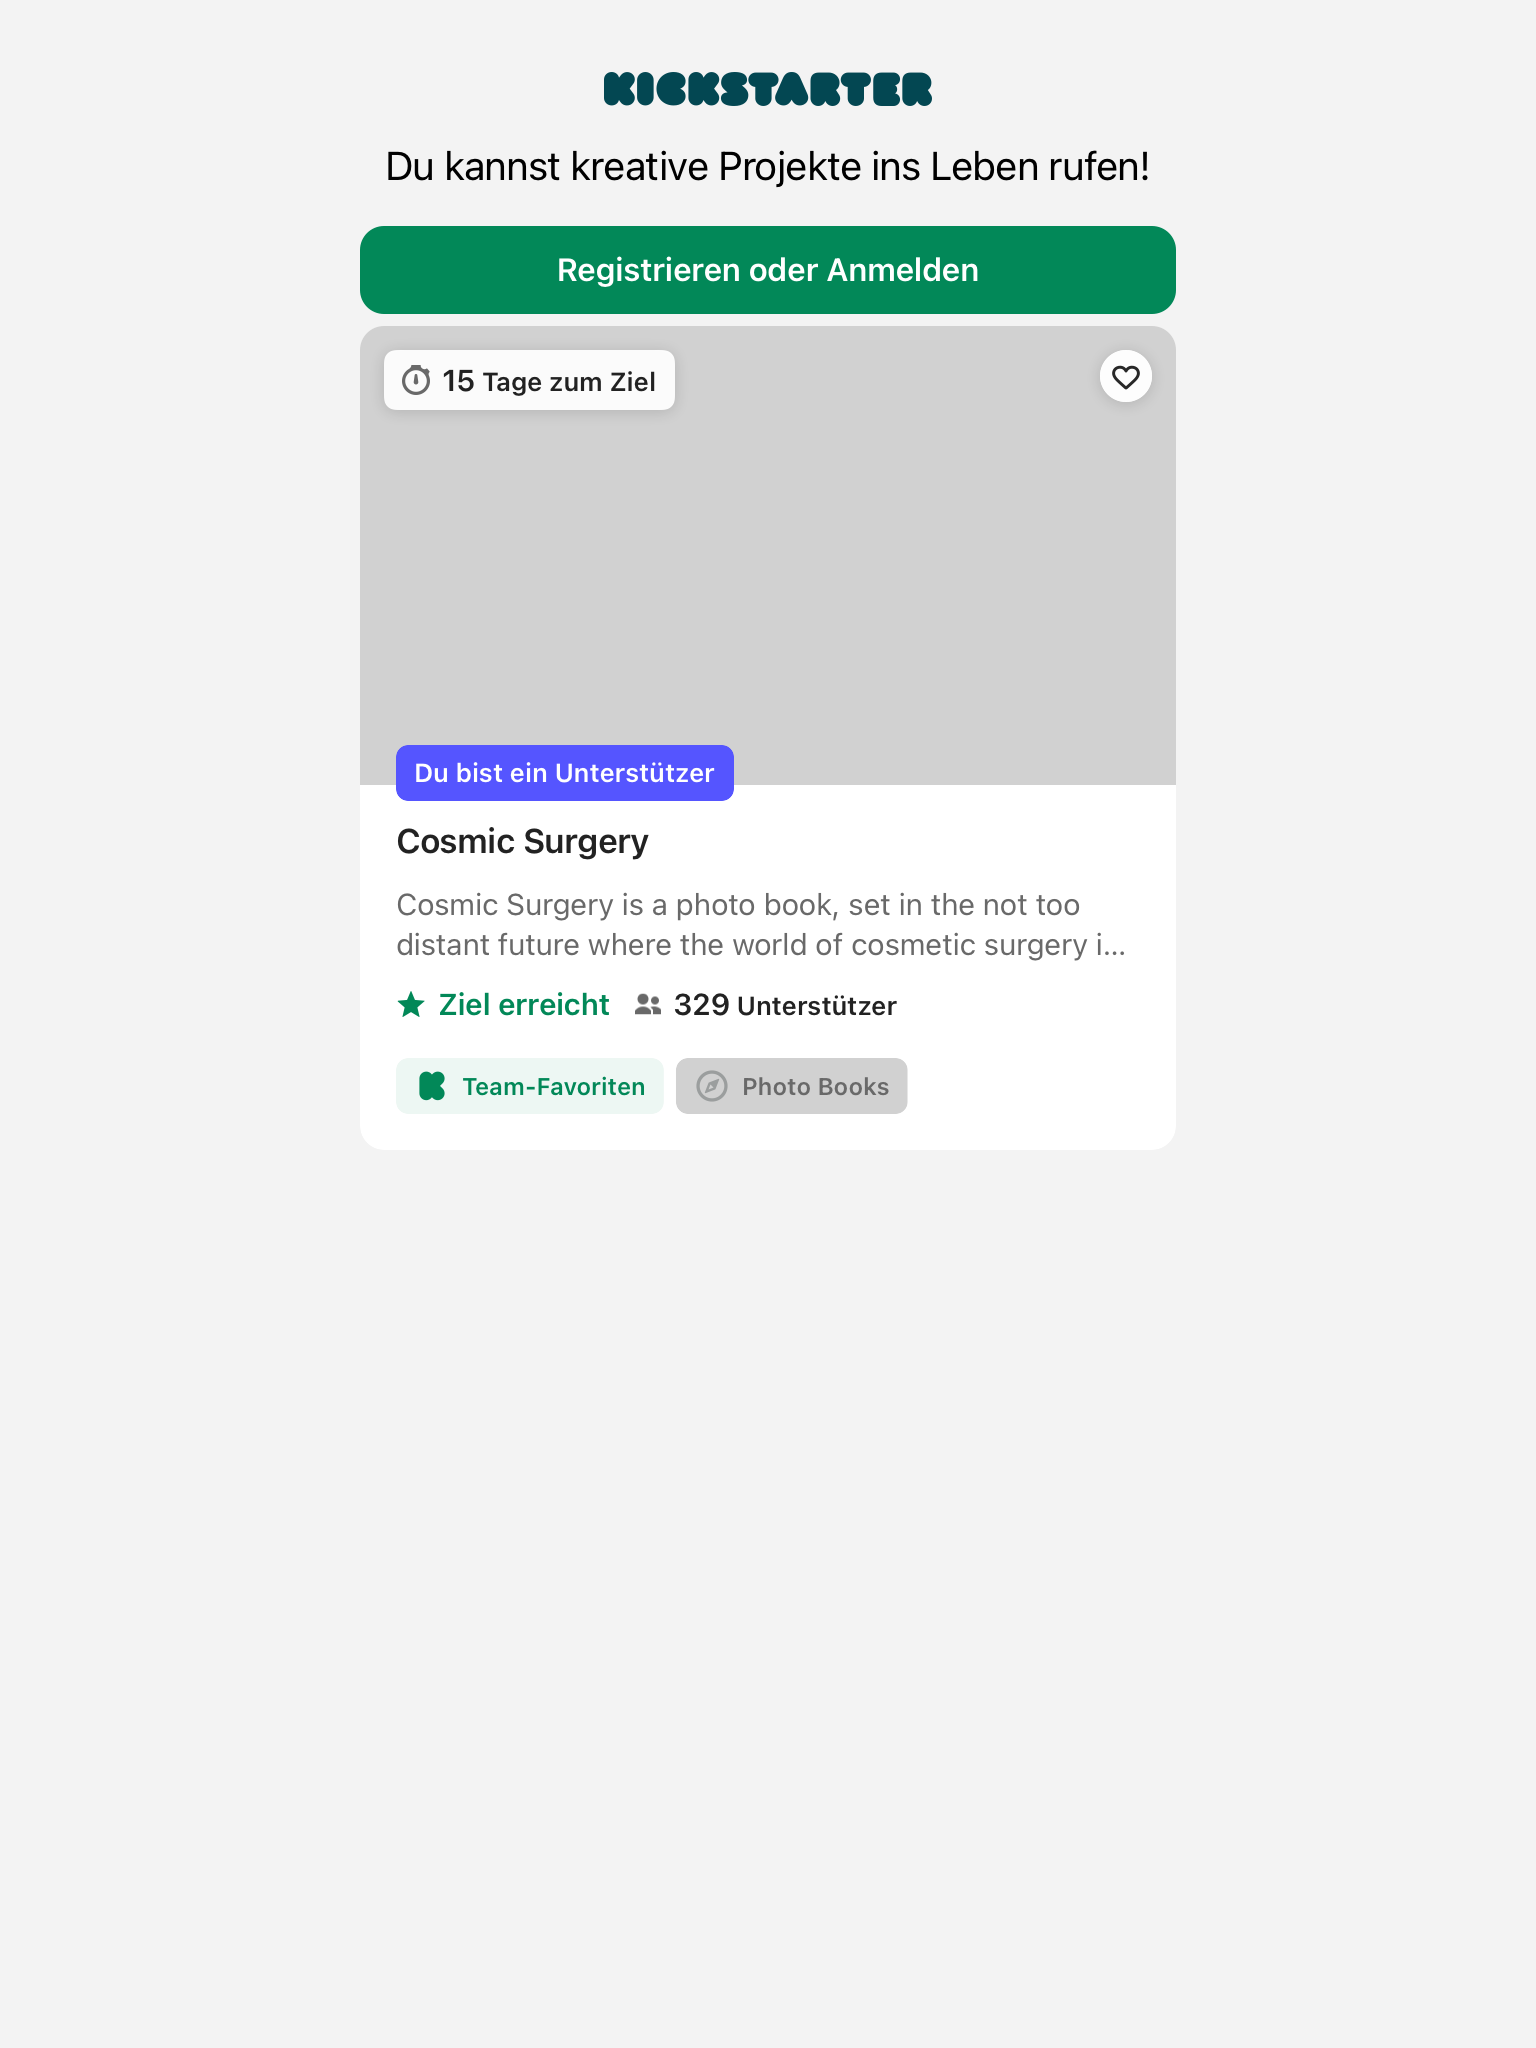 KICKSTARTER
Du kannst kreative Projekte ins Leben rufen!
Registrieren oder Anmelden
15 Tage zum Ziel
Du bist ein Unterstützer
Cosmic Surgery
Cosmic Surgery is a photo book, set in the not too
distant future where the world of cosmetic surgery i...
Ziel erreicht 329 Unterstützer
Team-Favoriten Photo Books